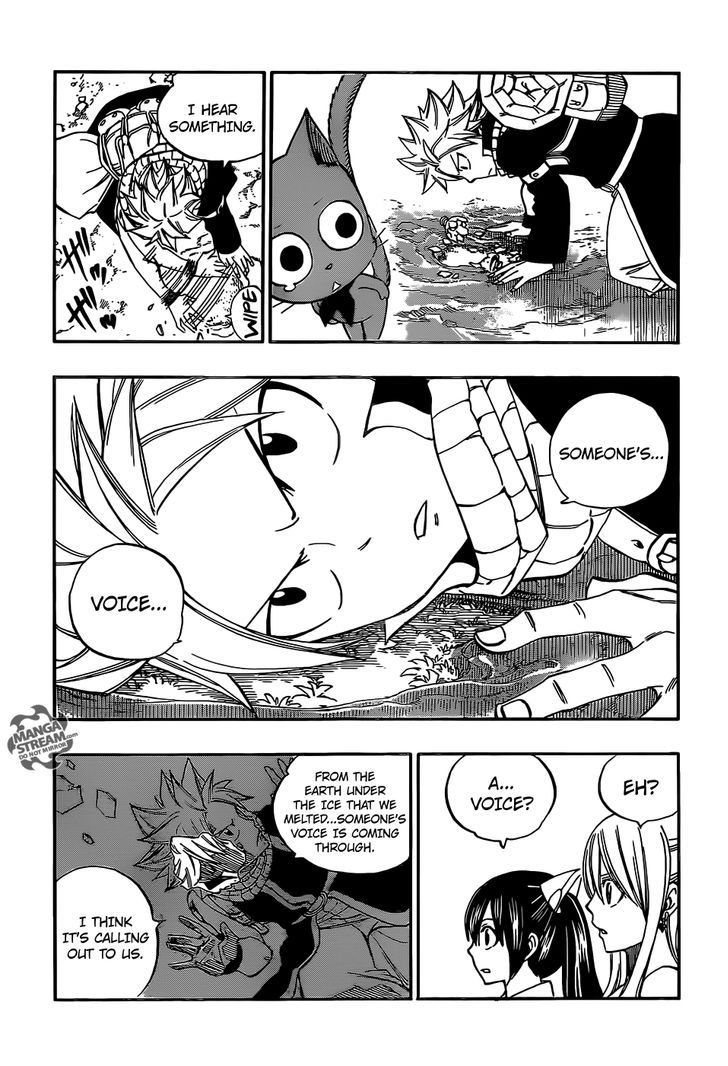 I HEAR
SOMETHING.
WIPE
SOMEONE'S...
VOICE...
EH?
A...
VOICE?
FROM THE
EARTH UNDER
THE ICE THAT WE
MELTED...SOMEONE'S
VOICE IS COMING
THROUGH.
I THINK
IT'S CALLING
OUT TO US.
MANGA
STREAM.com
DO NOT MIRROR